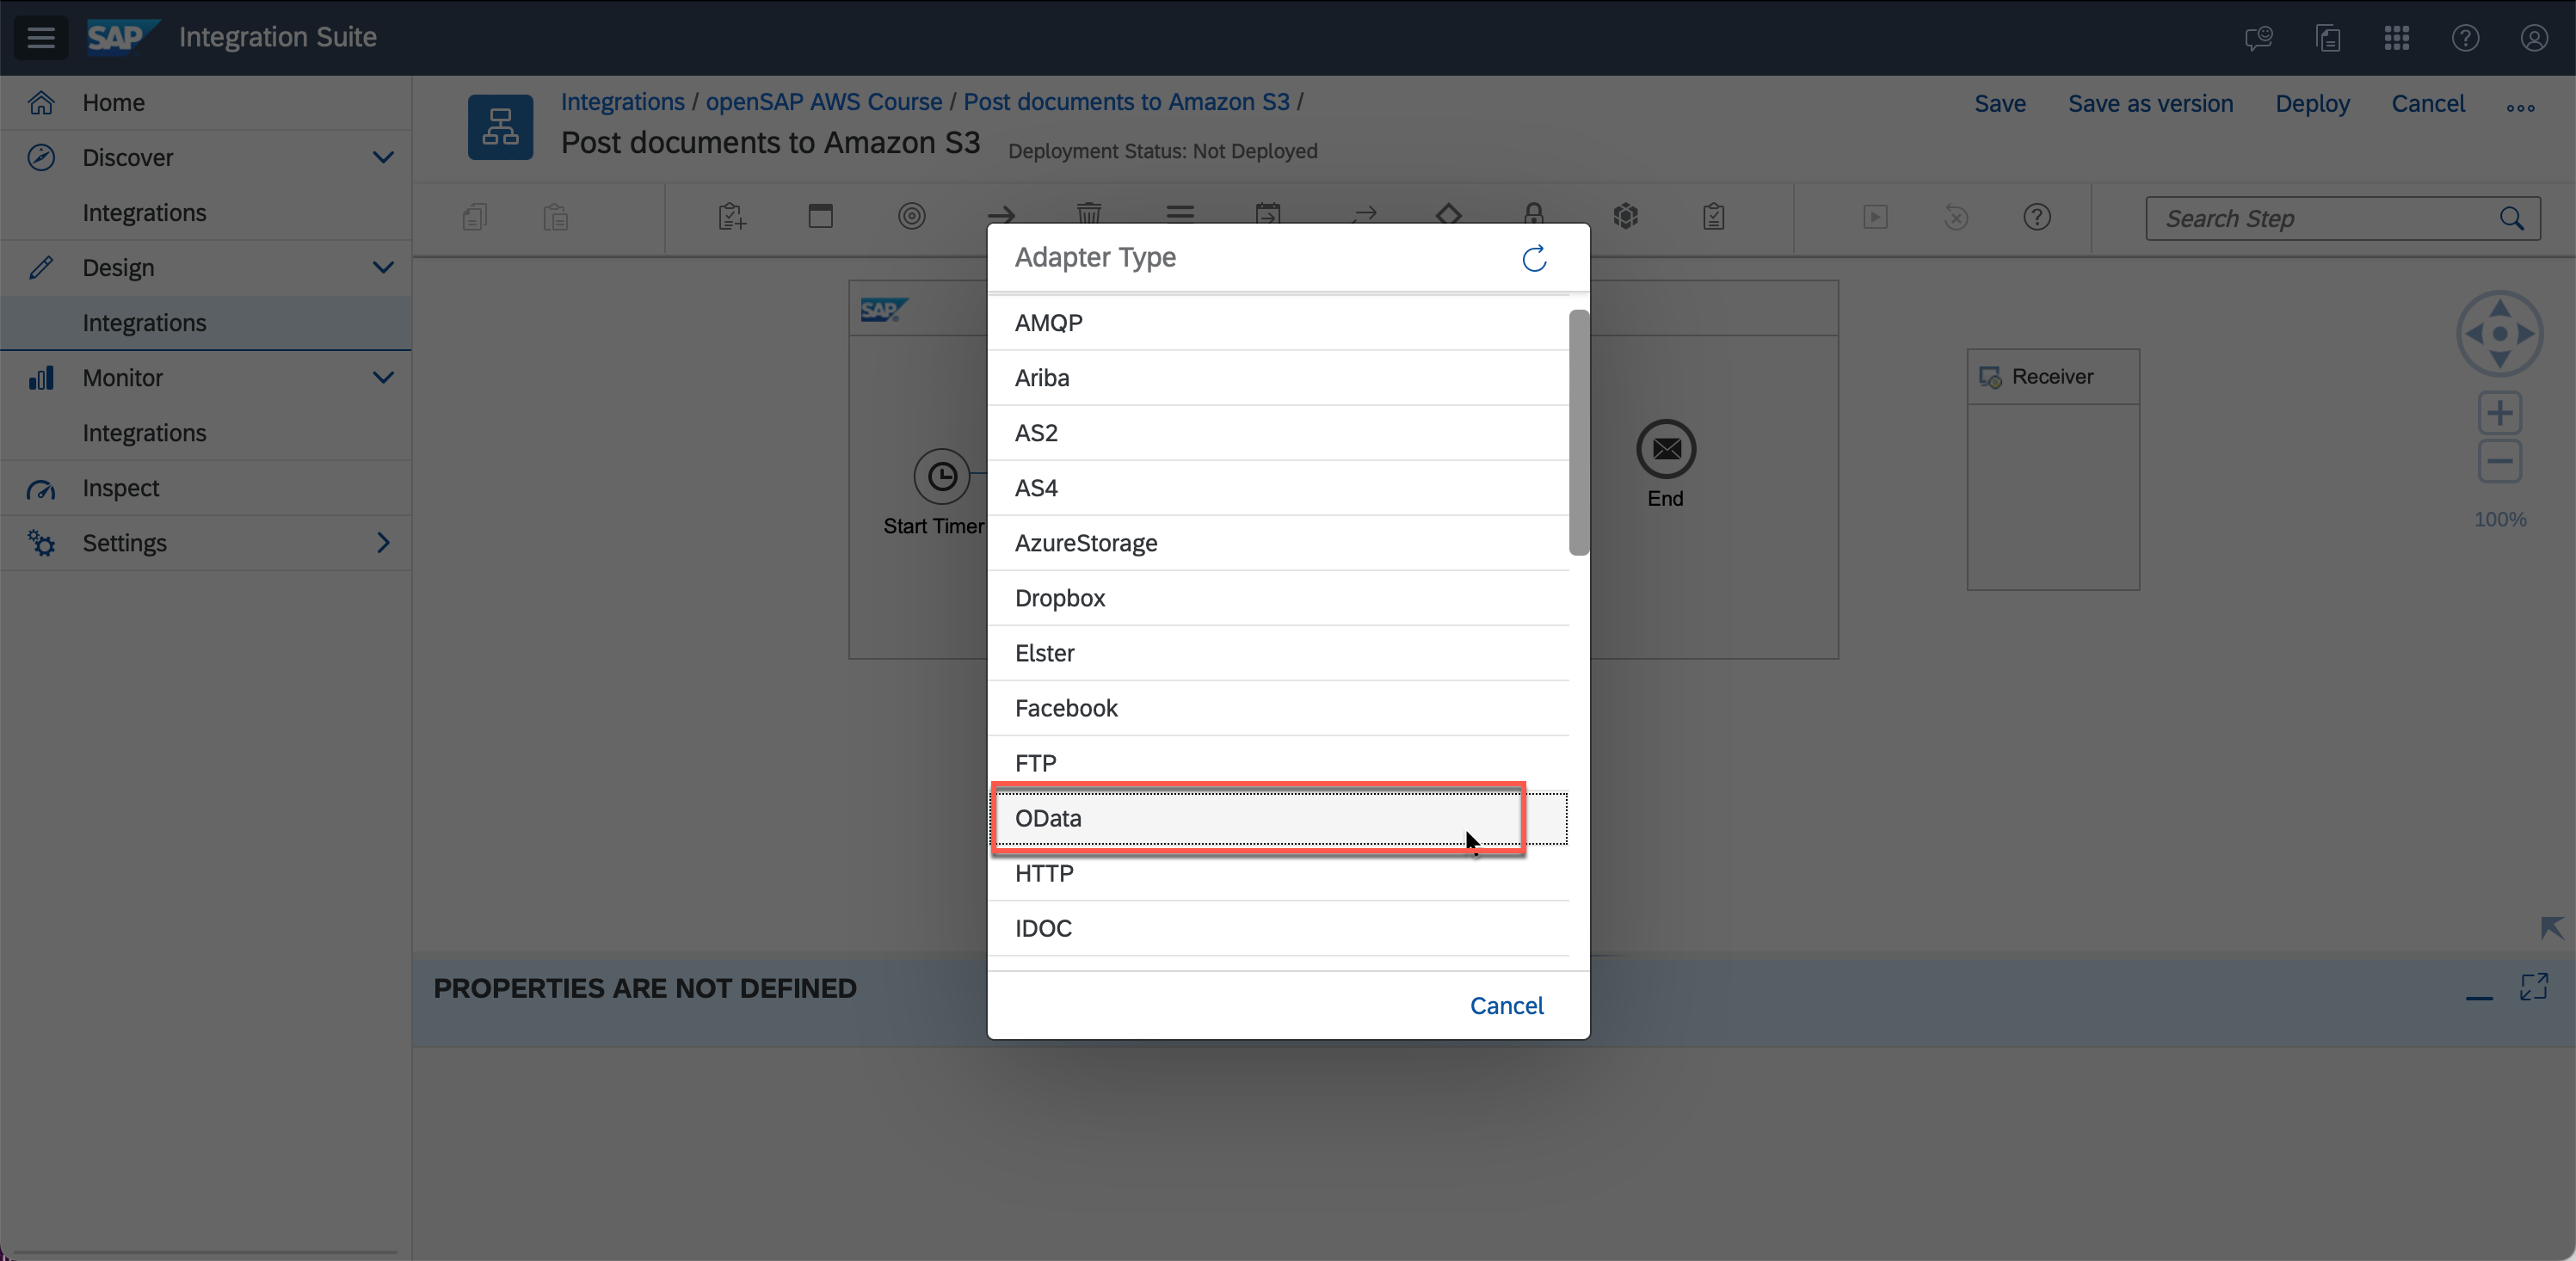 SAP Integration Suite
Home
Discover
Integrations
Design
Integrations
Monitor
Integrations
Inspect
Settings
Integrations / openSAP AWS Course / Post documents to Amazon S3 /
Post documents to Amazon S3 Deployment Status: Not Deployed
Save Save as version Deploy Cancel
Search Step
SAP
Start Timer
End
Receiver
100%
Adapter Type
AMQP
Ariba
AS2
AS4
AzureStorage
Dropbox
Elster
Facebook
FTP
OData
HTTP
IDOC
Cancel
PROPERTIES ARE NOT DEFINED